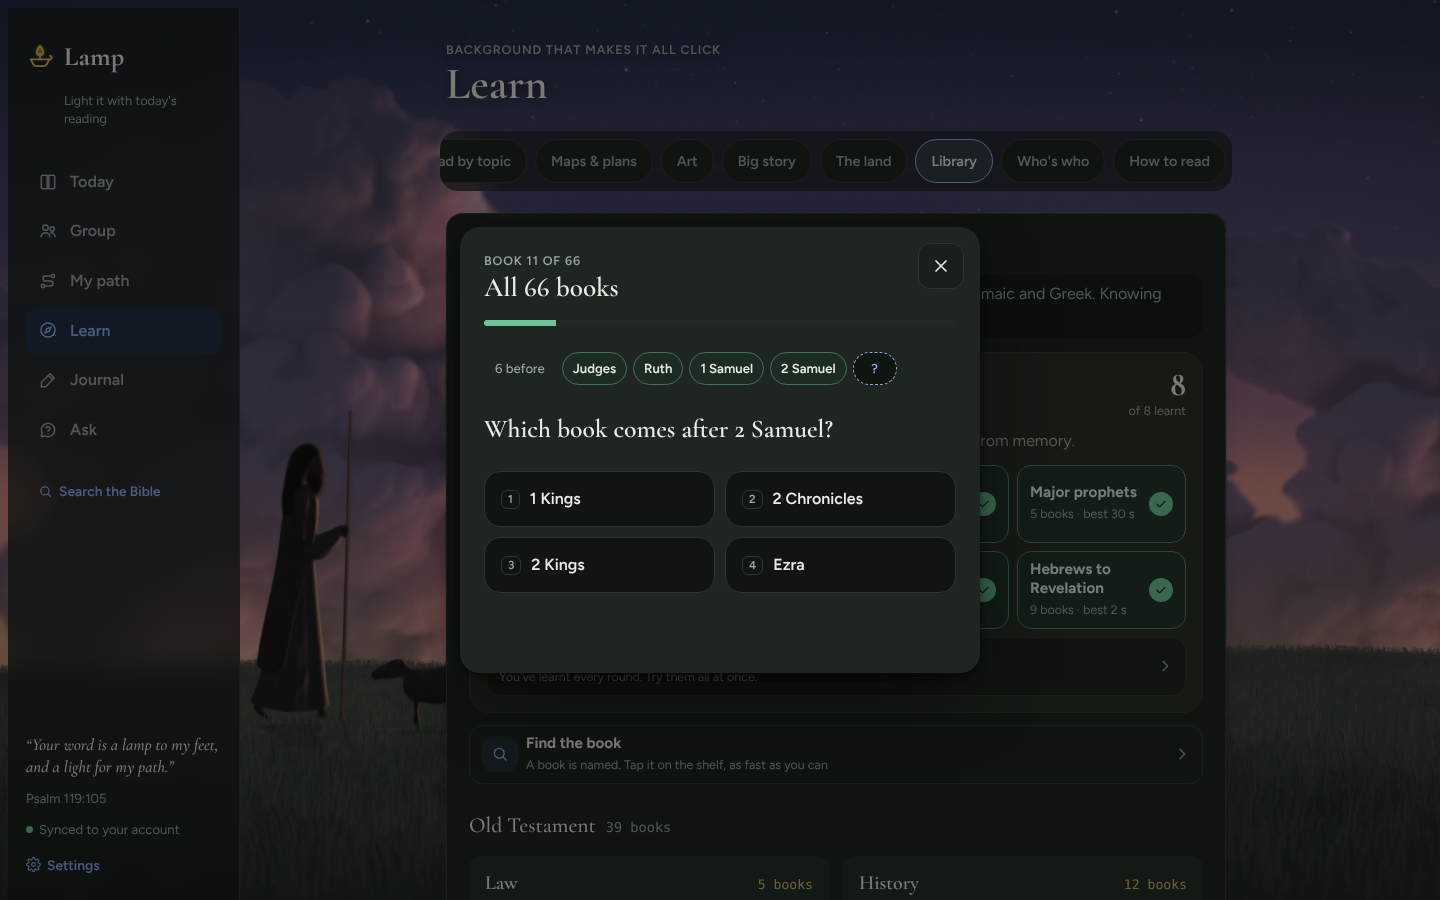 Lamp
Light it with today's
reading
Today
Group
My path
Learn
Journal
Ask
Search the Bible
“Your word is a lamp to my feet,
and a light for my path.”
Psalm 119:105
Synced to your account
Settings
BACKGROUND THAT MAKES IT ALL CLICK
Learn
ad by topic
Maps & plans
Art
Big story
The land
Library
Who's who
How to read
BOOK 11 OF 66
All 66 books
6 before
Judges
Ruth
1 Samuel
2 Samuel
?
Which book comes after 2 Samuel?
1 1 Kings
2 2 Chronicles
3 2 Kings
4 Ezra
maic and Greek. Knowing
8
of 8 learnt
rom memory.
Major prophets
5 books · best 30 s
Hebrews to
Revelation
9 books · best 2 s
You've learnt every round. Try them all at once.
Find the book
A book is named. Tap it on the shelf, as fast as you can
Old Testament 39 books
Law 5 books
History 12 books